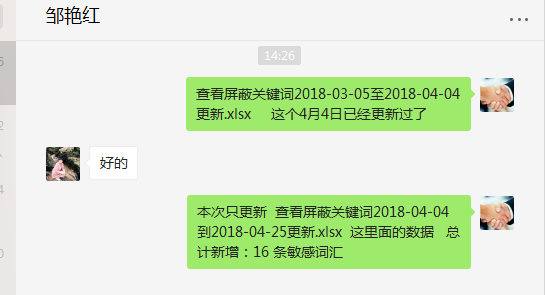 邹艳红
14:26
查看屏蔽关键词2018-03-05至2018-04-04
更新.xlsx 这个4月4日已经更新过了
好的
本次只更新 查看屏蔽关键词2018-04-04
到2018-04-25更新.xlsx 这里面的数据 总
计新增：16 条敏感词汇